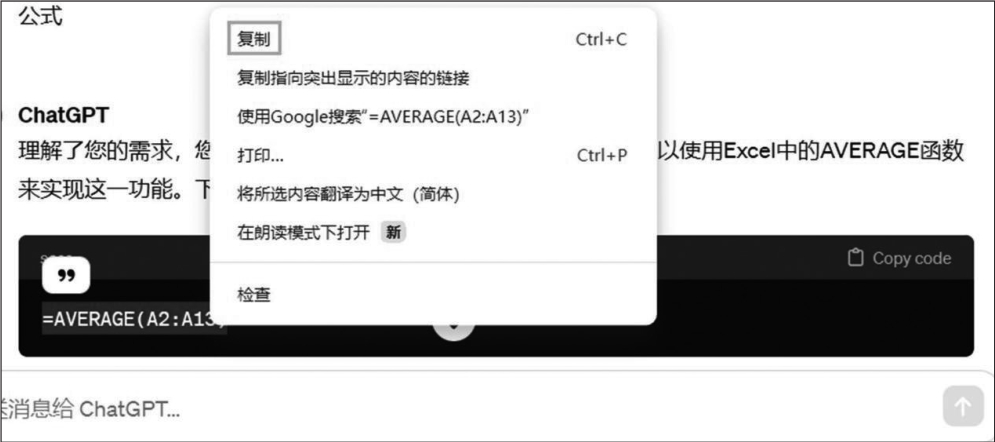 公式
复制 Ctrl+C
复制指向突出显示的内容的链接
使用Google搜索“=AVERAGE(A2:A13)”
打印... Ctrl+P
将所选内容翻译为中文（简体）
在朗读模式下打开 新
检查
ChatGPT
理解了您的需求，您 以使用Excel中的AVERAGE函数
来实现这一功能。下
Copy code
=AVERAGE(A2:A13)
送消息给 ChatGPT...